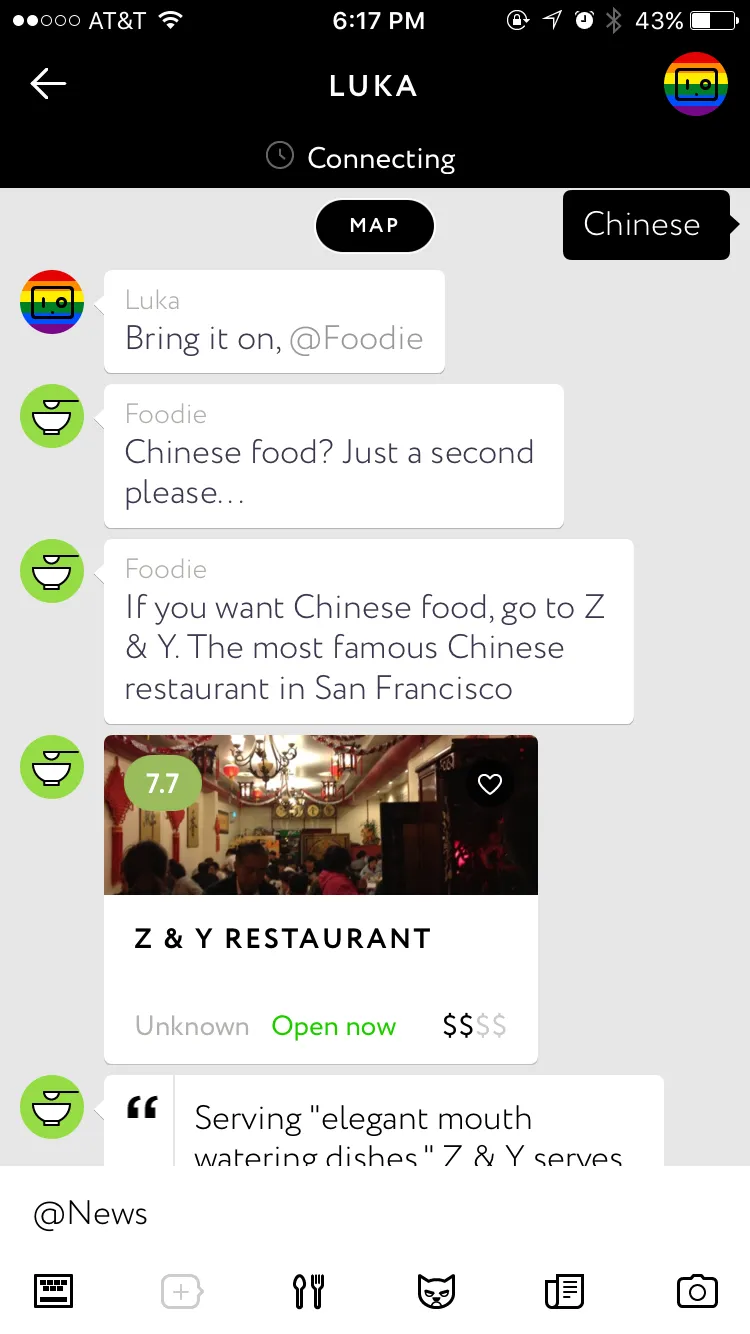 AT&T 6:17 PM 43%
LUKA
Connecting
MAP
Chinese
Luka
Bring it on, @Foodie
Foodie
Chinese food? Just a second
please...
Foodie
If you want Chinese food, go to Z
& Y. The most famous Chinese
restaurant in San Francisco
7.7
Z & Y RESTAURANT
Unknown Open now $$$$
“ Serving "elegant mouth
watering dishes," Z & Y serves
@News